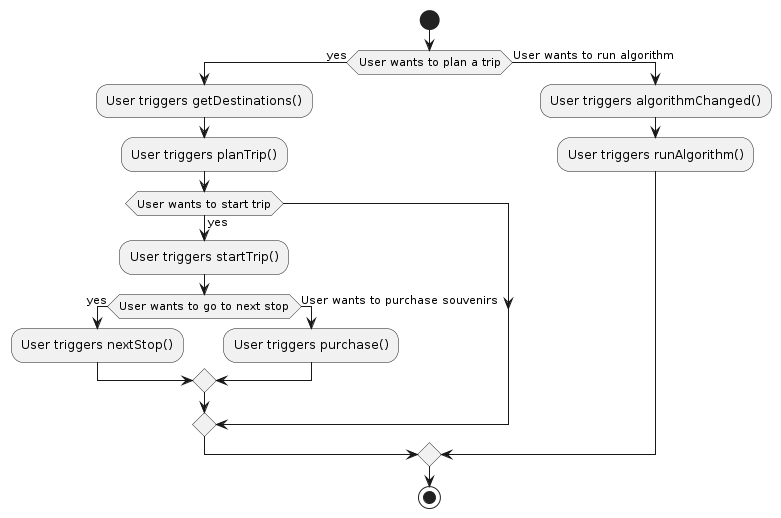 yes
User wants to plan a trip
User wants to run algorithm
User triggers getDestinations()
User triggers algorithmChanged()
User triggers planTrip()
User triggers runAlgorithm()
User wants to start trip
yes
User triggers startTrip()
yes
User wants to go to next stop
User wants to purchase souvenirs
User triggers nextStop()
User triggers purchase()